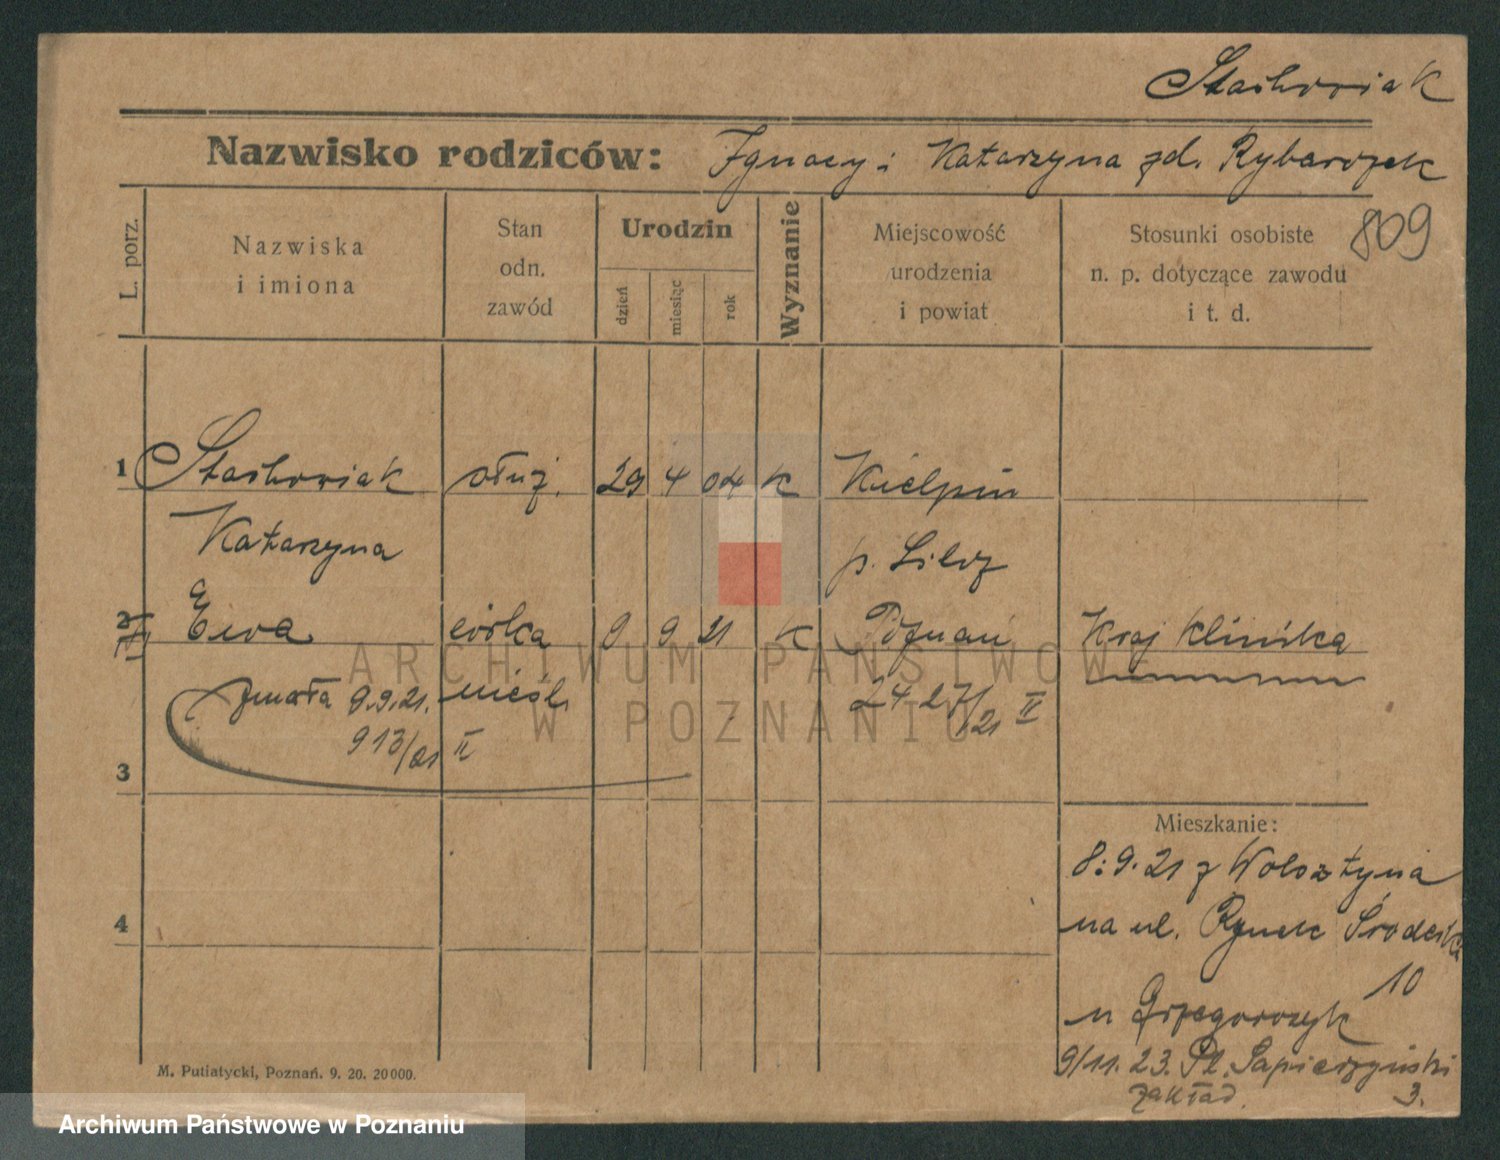 Stachowiak
Nazwisko rodziców: Ignacy i Katarzyna zd. Rybarczyk
809
L. porz.
Nazwiska
i imiona
Stan
odn.
zawód
Urodzin
dzień
miesiąc
rok
Wyznanie
Miejscowość
urodzenia
i powiat
Stosunki osobiste
n. p. dotyczące zawodu
i t. d.
1 Stachowiak służ. 29 4 04 k Kielpin
Katarzyna
2 Ewa córka 9 9 21 k Poznań Kraj Klinika
zmarła 9.9.21. nieśl.
913/21 II
2427/21 II
3
4
Mieszkanie:
8.9.21 z Wolsztyna
na ul. Rynek Śródecki
10
u Grzegorczyk
9/11.23. Pl. Sapieżyński
3.
zakład.
M. Putiatycki, Poznań. 9. 20. 20000.
ARCHIWUM PAŃSTWOWE
W POZNANIU
Archiwum Państwowe w Poznaniu